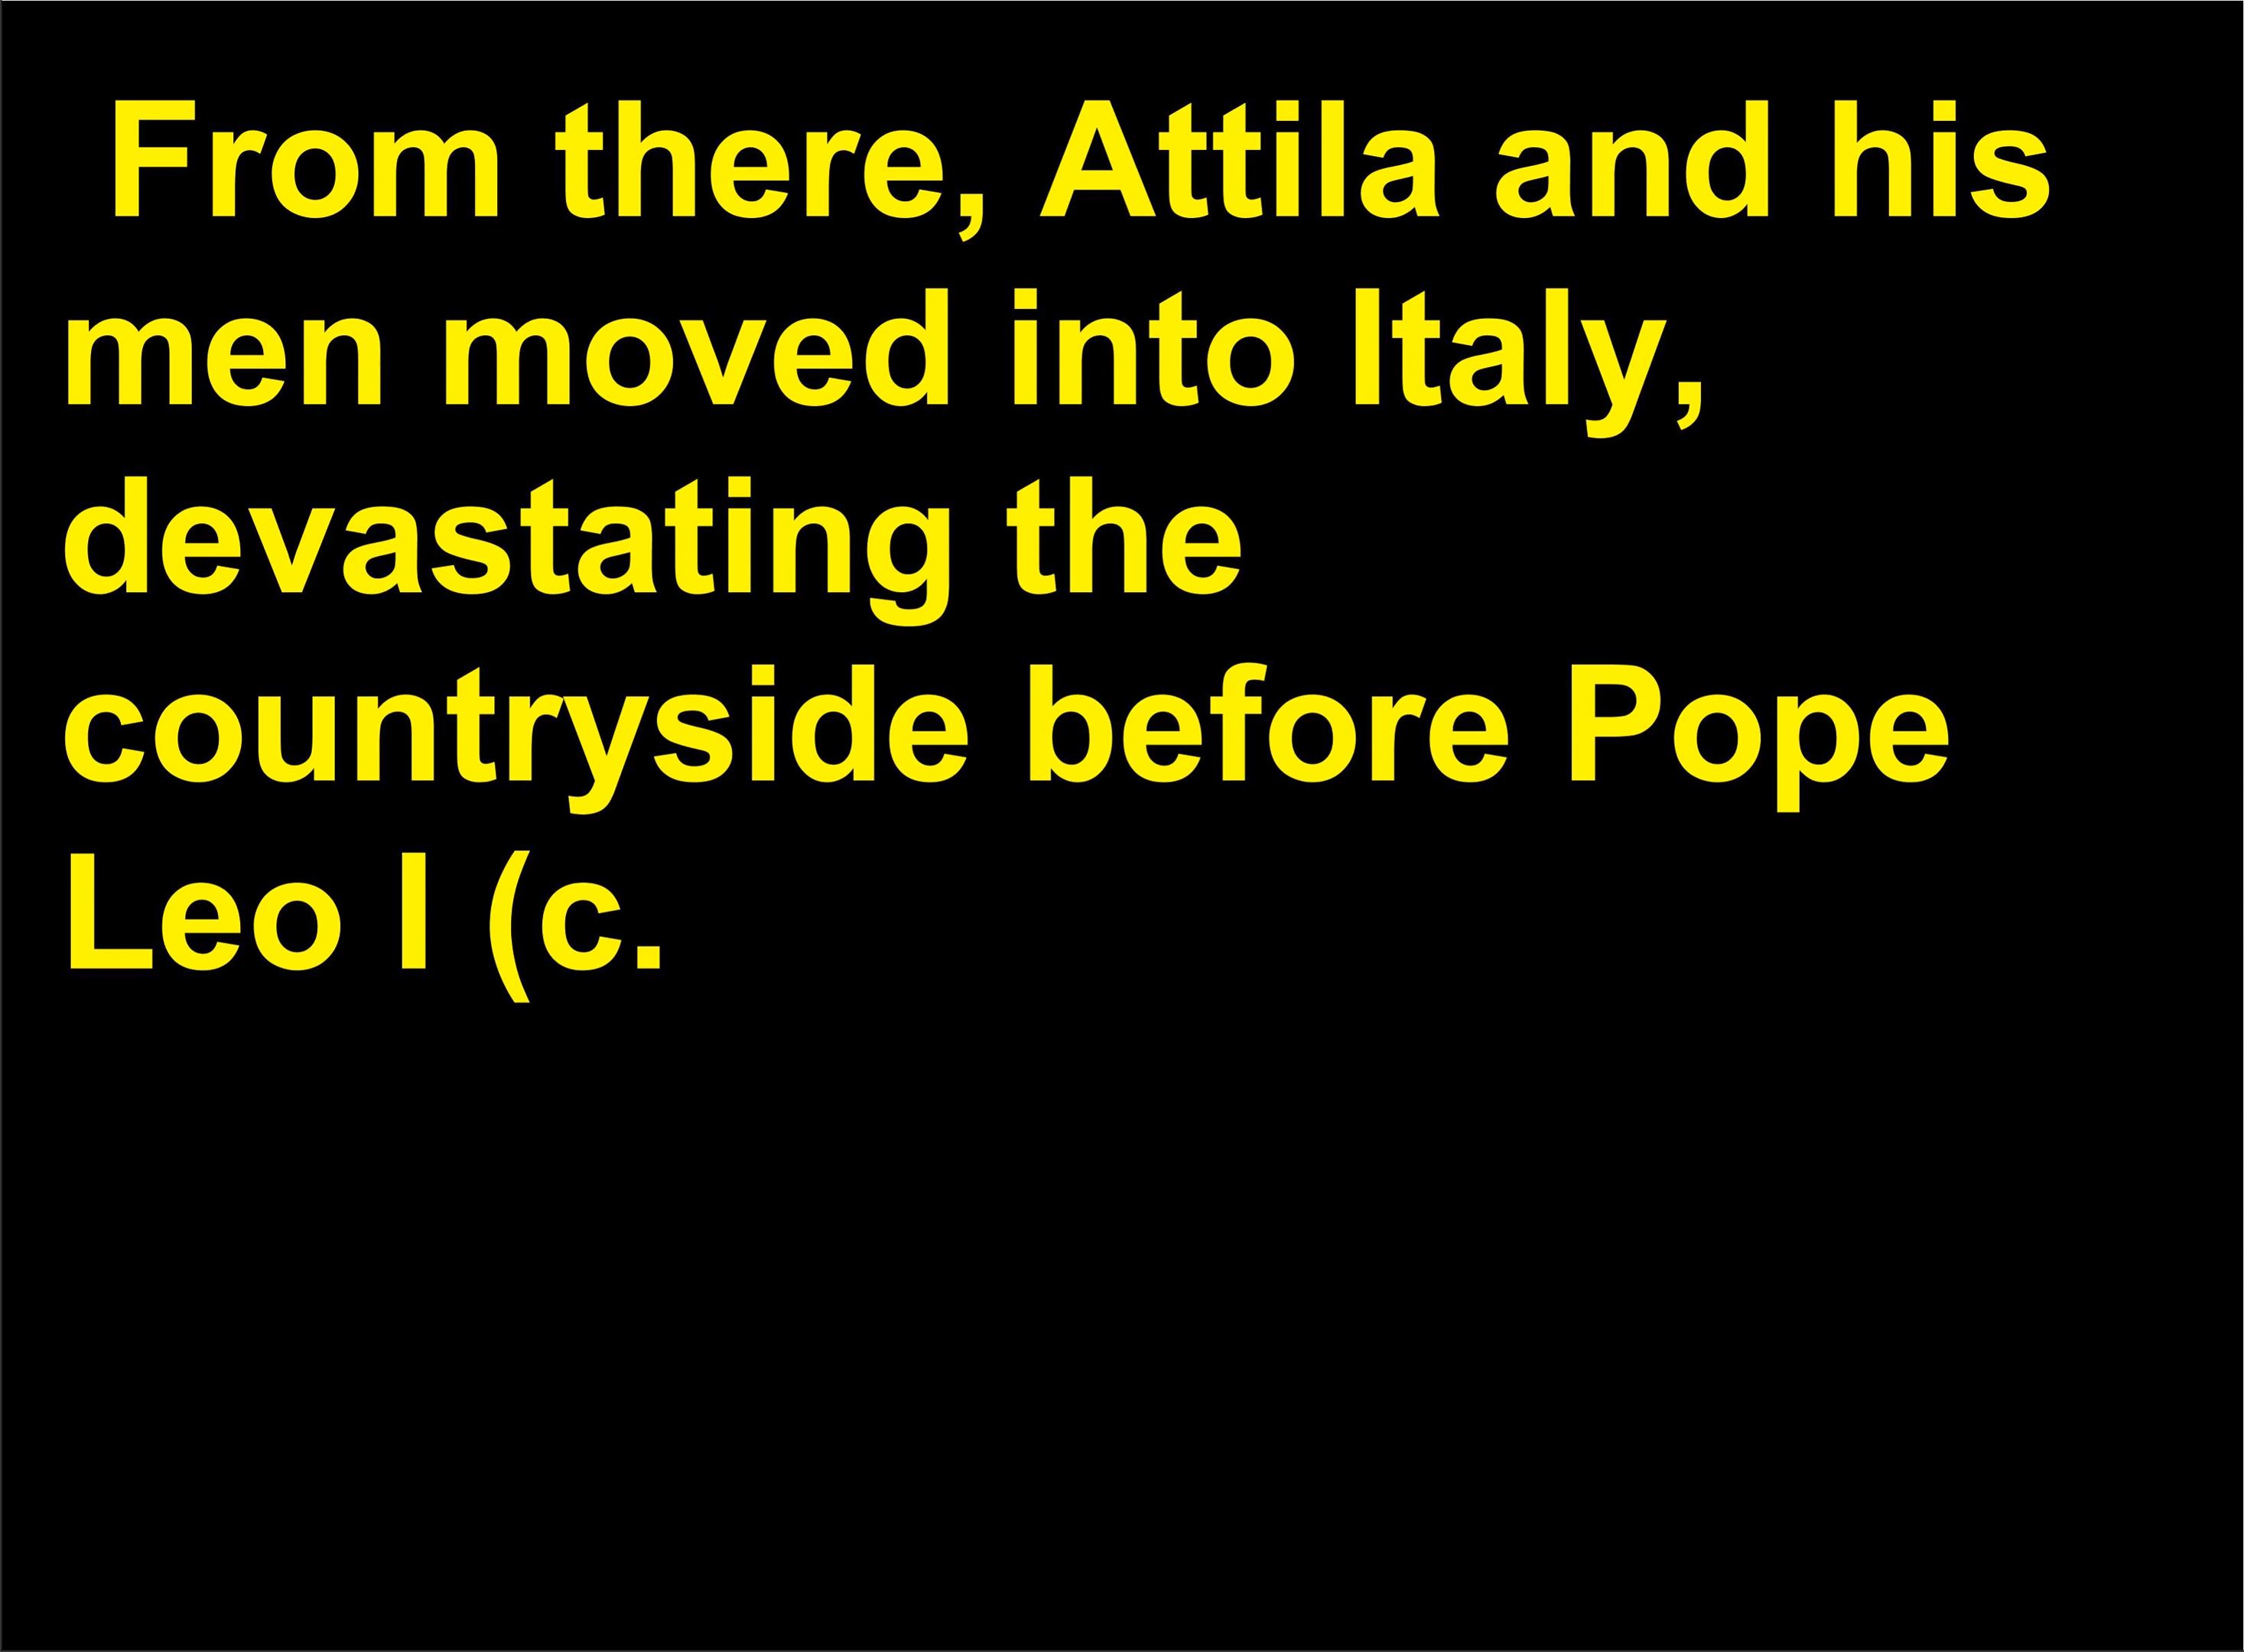 From there, Attila and his
men moved into Italy,
devastating the
countryside before Pope
Leo I (c.